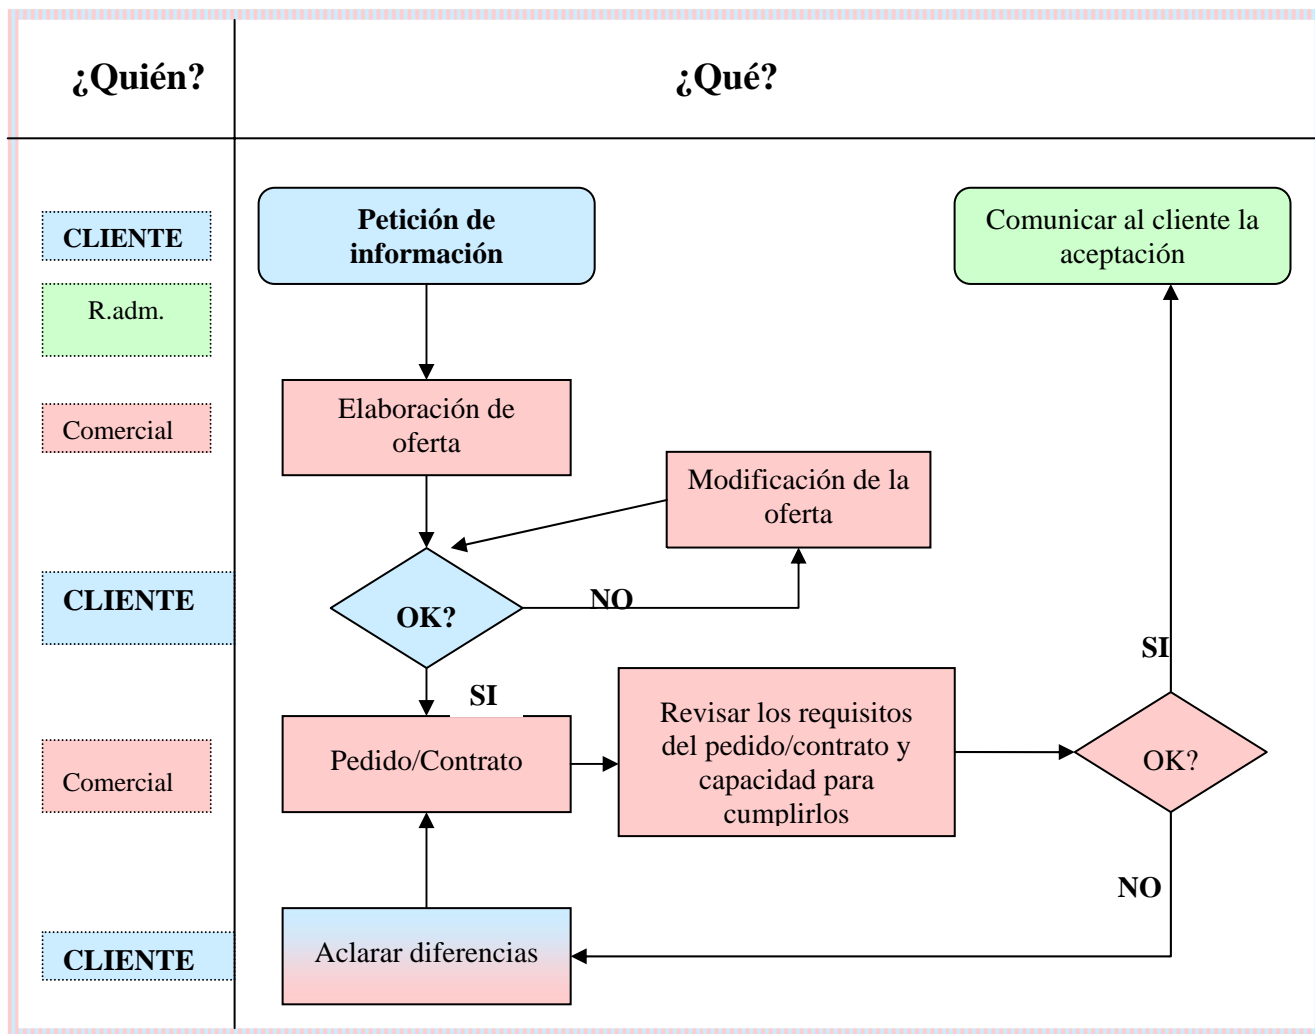 ¿Quién?
¿Qué?
CLIENTE
Petición de
información
Comunicar al cliente la
aceptación
R.adm.
Comercial
Elaboración de
oferta
Modificación de la
oferta
CLIENTE
OK?
NO
SI
SI
Comercial
Pedido/Contrato
Revisar los requisitos
del pedido/contrato y
capacidad para
cumplirlos
OK?
NO
CLIENTE
Aclarar diferencias